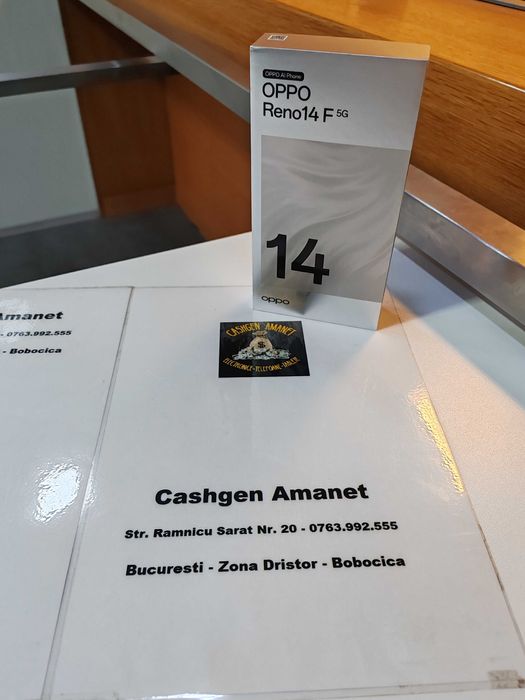 OPPO AI Phone
OPPO
Reno14 F 5G
14
oppo
CASHGEN AMANET
Amanet
- 0763.992.555
- Bobocica
Cashgen Amanet
Str. Ramnicu Sarat Nr. 20 - 0763.992.555
Bucuresti - Zona Dristor - Bobocica